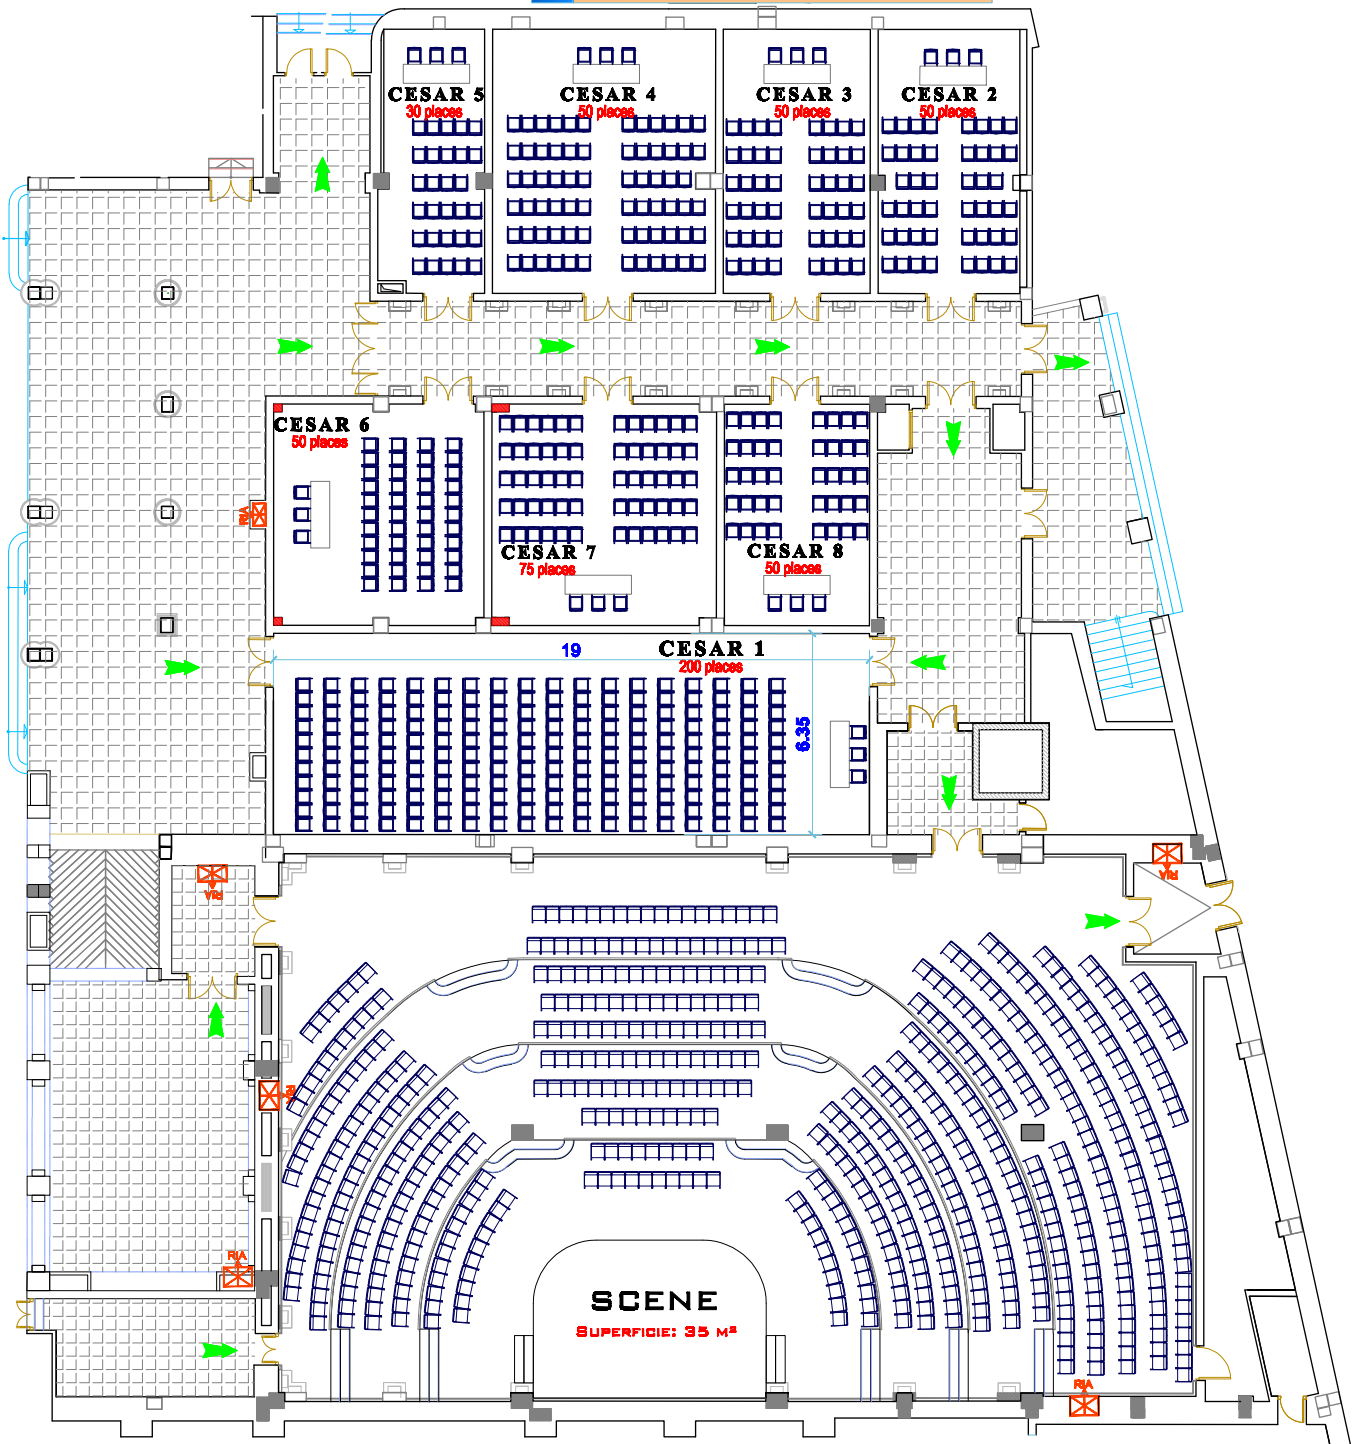 CESAR 5
30 places
CESAR 4
50 places
CESAR 3
50 places
CESAR 2
50 places
CESAR 6
50 places
RIA
CESAR 7
75 places
CESAR 8
50 places
CESAR 1
200 places
19
6.35
RIA
RIA
RIA
RIA
SCENE
SUPERFICIE: 35 M²
RIA